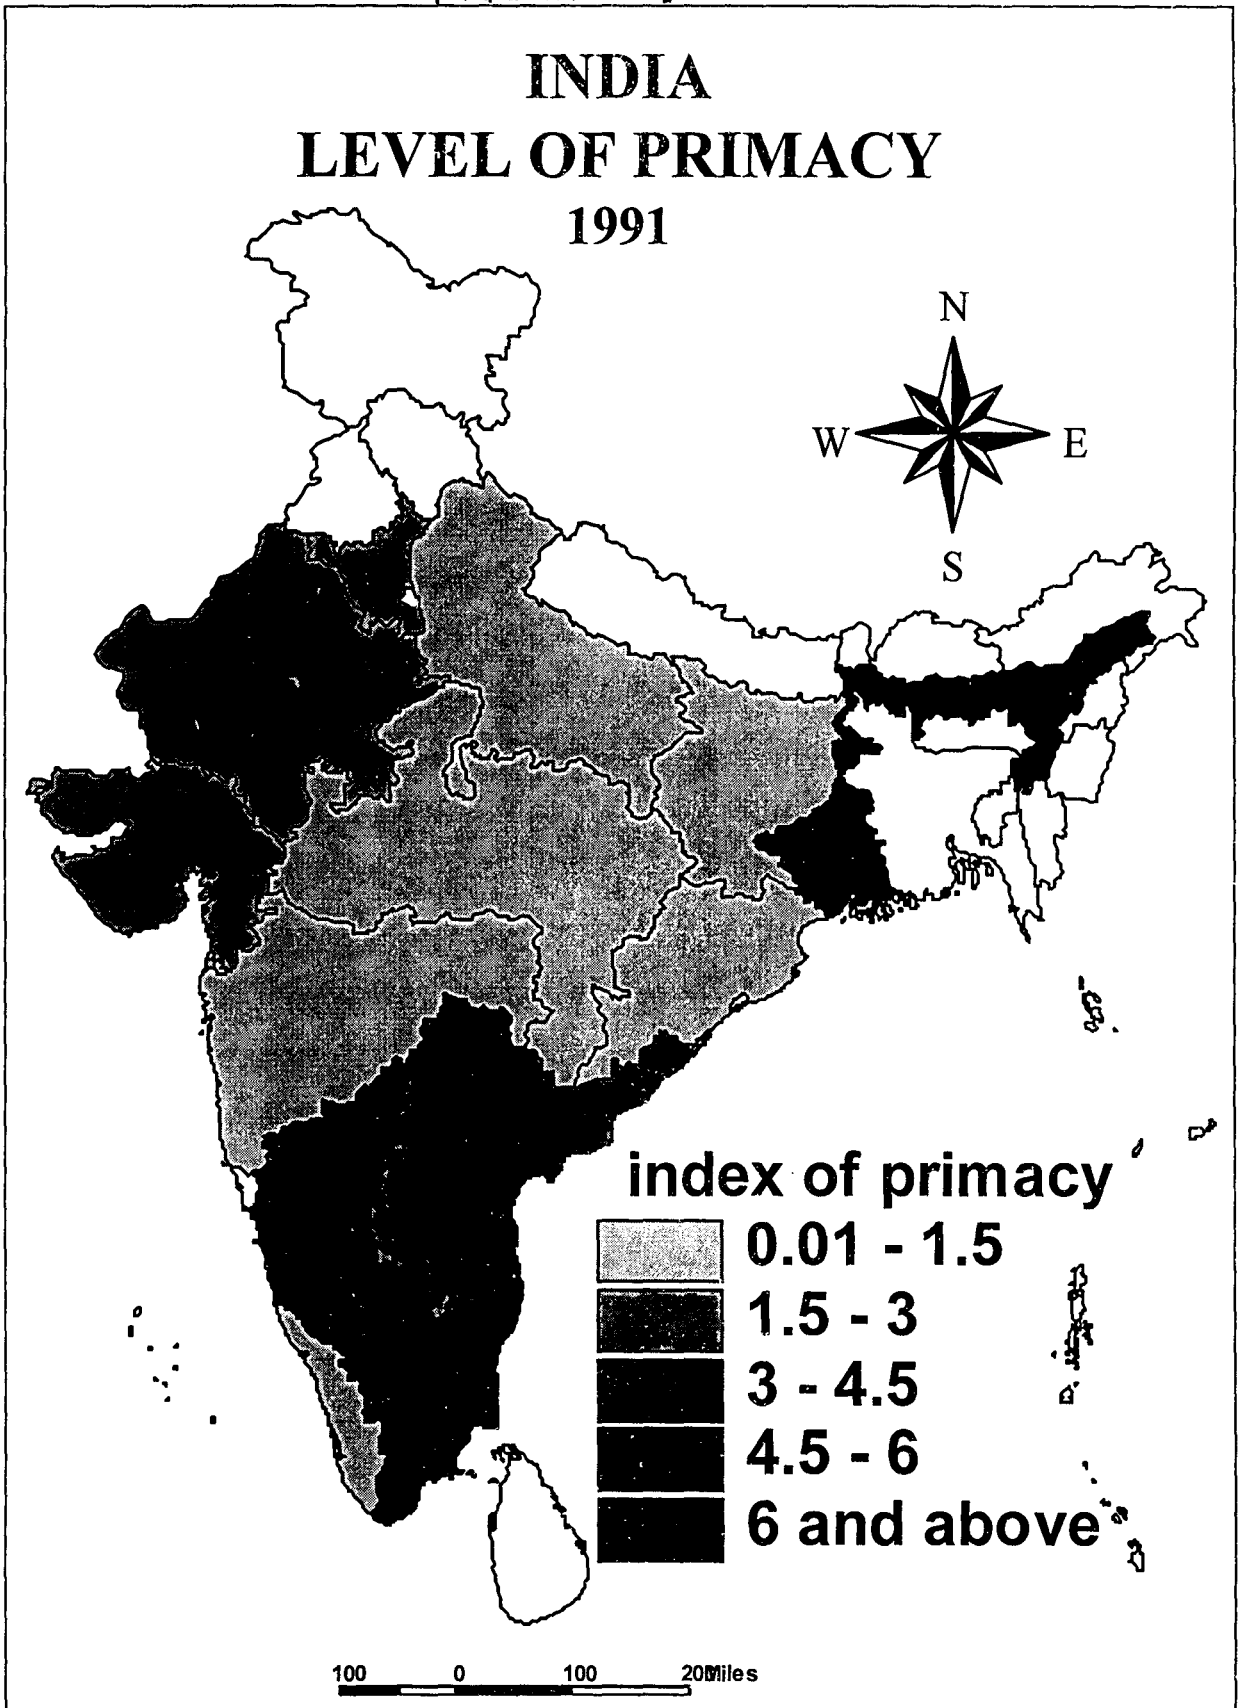 INDIA
LEVEL OF PRIMACY
1991
N
W
E
S
index of primacy
0.01 - 1.5
1.5 - 3
3 - 4.5
4.5 - 6
6 and above
100 0 100 200Miles